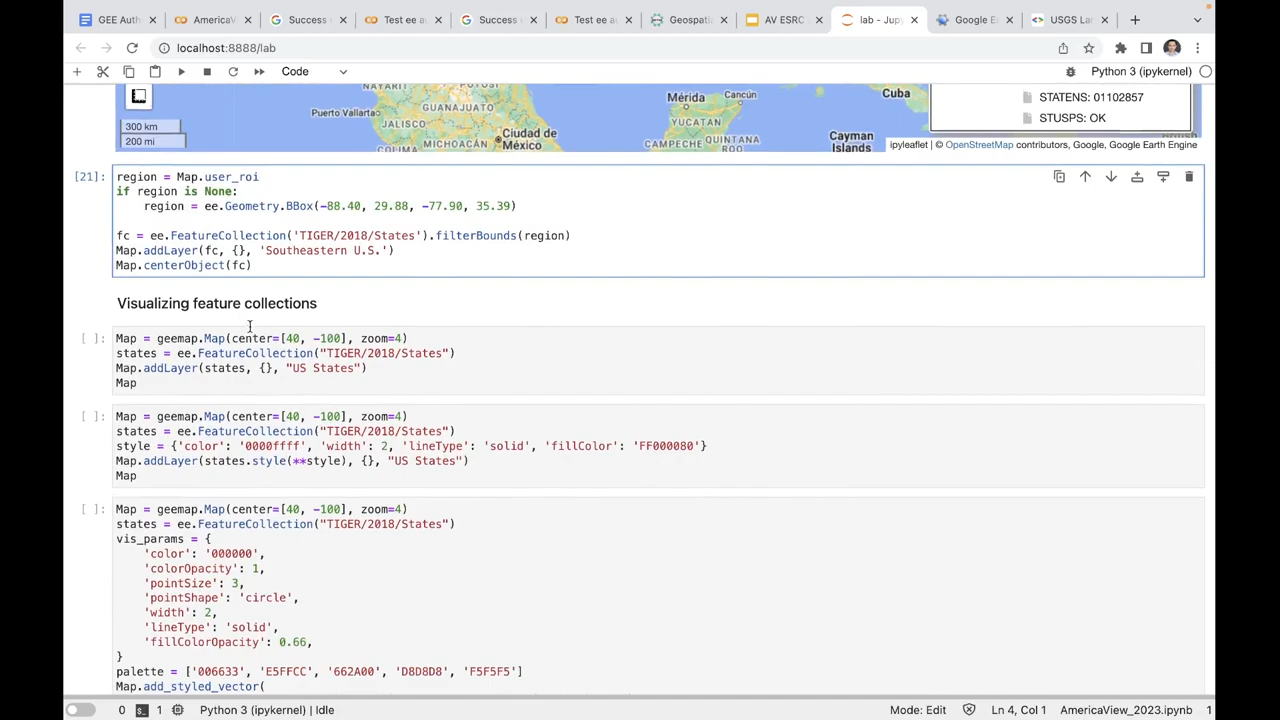 GEE Auth
AmericaV
Success
Test ee au
Success
Test ee au
Geospatia
AV ESRC
lab - Jupy
Google E
USGS La
localhost:8888/lab
Code
Python 3 (ipykernel)
NAYARIT
GUANAJUATO
Puerto Vallarta
JALISCO
Ciudad de
México
MICHOACÁN
COLIMA
Mérida
Cancún
YUCATAN
CAMPECHE
QUINTANA
ROO
Cuba
Cayman
Islands
300 km
200 mi
STATENS: 01102857
STUSPS: OK
ipyleaflet | © OpenStreetMap contributors, Google, Google Earth Engine
[21]:
region = Map.user_roi
if region is None:
    region = ee.Geometry.BBox(-88.40, 29.88, -77.90, 35.39)
fc = ee.FeatureCollection('TIGER/2018/States').filterBounds(region)
Map.addLayer(fc, {}, 'Southeastern U.S.')
Map.centerObject(fc)
Visualizing feature collections
[ ]:
Map = geemap.Map(center=[40, -100], zoom=4)
states = ee.FeatureCollection("TIGER/2018/States")
Map.addLayer(states, {}, "US States")
Map
[ ]:
Map = geemap.Map(center=[40, -100], zoom=4)
states = ee.FeatureCollection("TIGER/2018/States")
style = {'color': '0000ffff', 'width': 2, 'lineType': 'solid', 'fillColor': 'FF000080'}
Map.addLayer(states.style(**style), {}, "US States")
Map
[ ]:
Map = geemap.Map(center=[40, -100], zoom=4)
states = ee.FeatureCollection("TIGER/2018/States")
vis_params = {
    'color': '000000',
    'colorOpacity': 1,
    'pointSize': 3,
    'pointShape': 'circle',
    'width': 2,
    'lineType': 'solid',
    'fillColorOpacity': 0.66,
}
palette = ['006633', 'E5FFCC', '662A00', 'D8D8D8', 'F5F5F5']
Map.add_styled_vector(
0
1
Python 3 (ipykernel) | Idle
Mode: Edit
Ln 4, Col 1
AmericaView_2023.ipynb
1